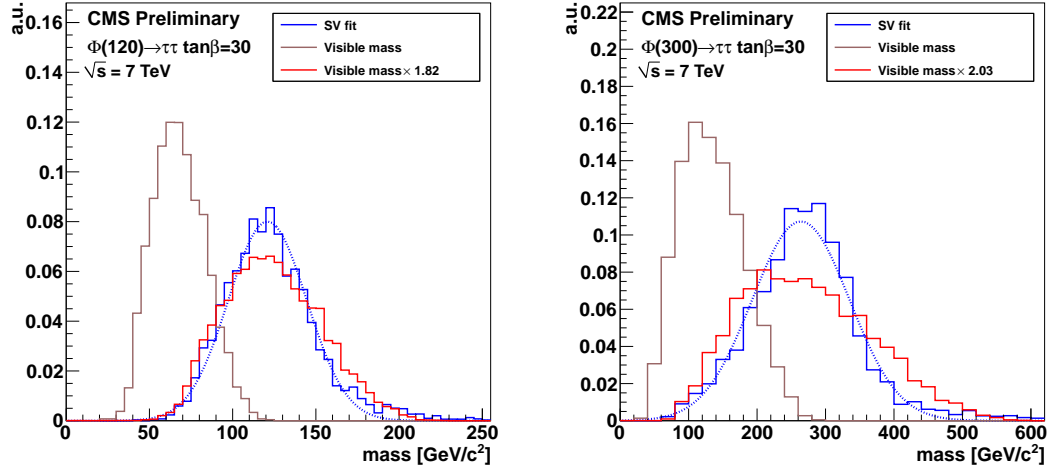 a.u.
CMS Preliminary
Φ(120)→ττ tanβ=30
√s = 7 TeV
SV fit
Visible mass
Visible mass × 1.82
0.16
0.14
0.12
0.1
0.08
0.06
0.04
0.02
0
0 50 100 150 200 250
mass [GeV/c²]
a.u.
CMS Preliminary
Φ(300)→ττ tanβ=30
√s = 7 TeV
SV fit
Visible mass
Visible mass × 2.03
0.22
0.2
0.18
0.16
0.14
0.12
0.1
0.08
0.06
0.04
0.02
0
0 100 200 300 400 500 600
mass [GeV/c²]